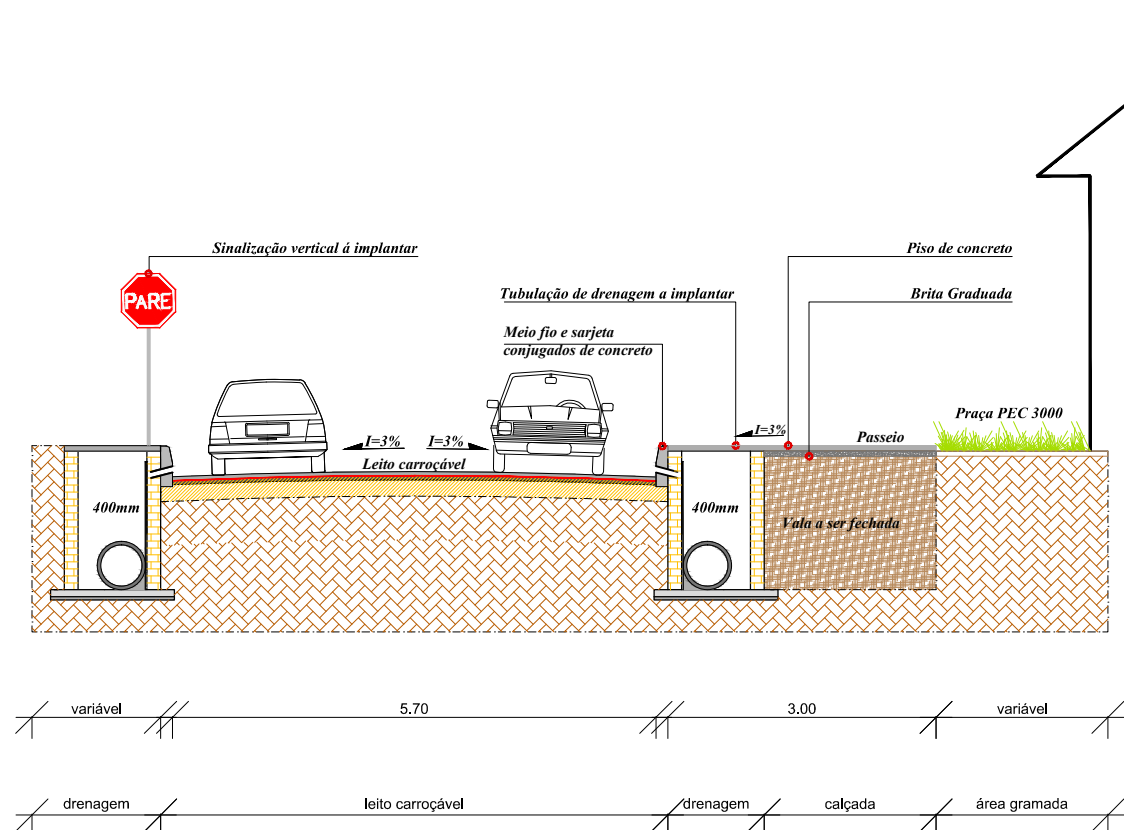 Sinalização vertical á implantar
Piso de concreto
PARE
Tubulação de drenagem a implantar
Brita Graduada
Meio fio e sarjeta
conjugados de concreto
Praça PEC 3000
I=3%
I=3%
I=3%
Passeio
Leito carroçável
400mm
400mm
Vala a ser fechada
variável
5.70
3.00
variável
drenagem
leito carroçável
drenagem
calçada
área gramada